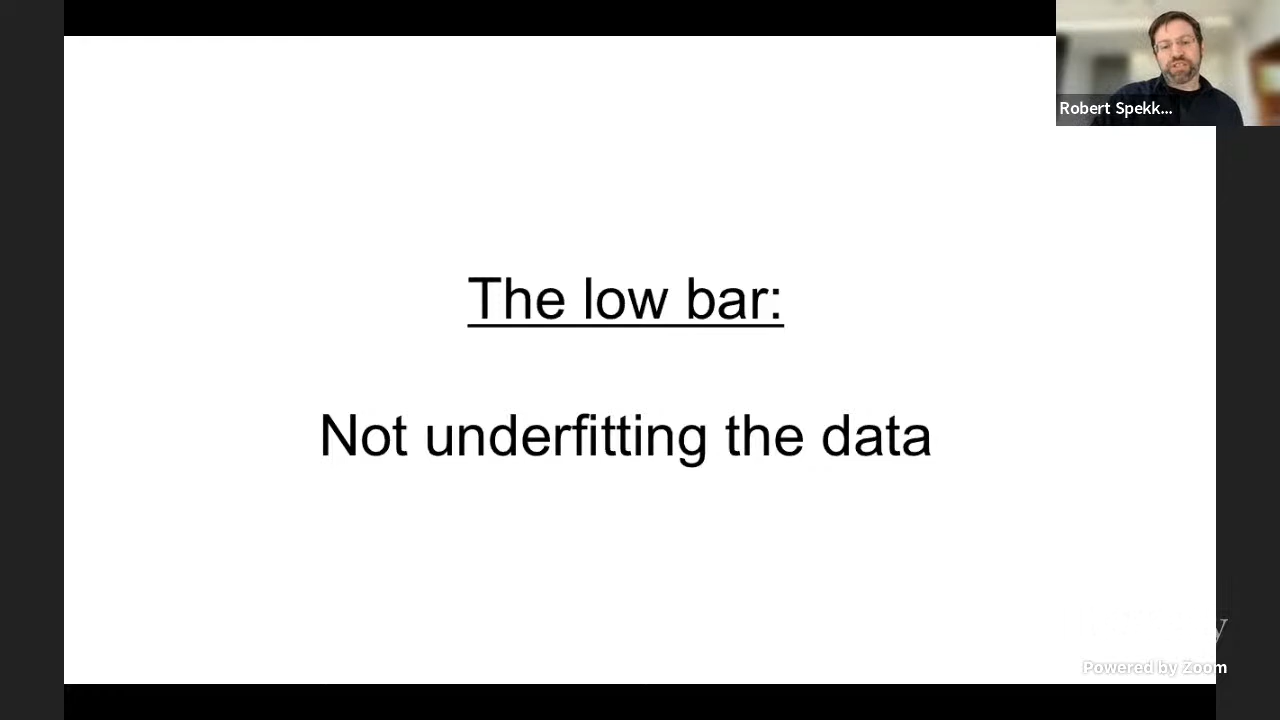 Robert Spekk...
The low bar:
Not underfitting the data
Powered by Zoom